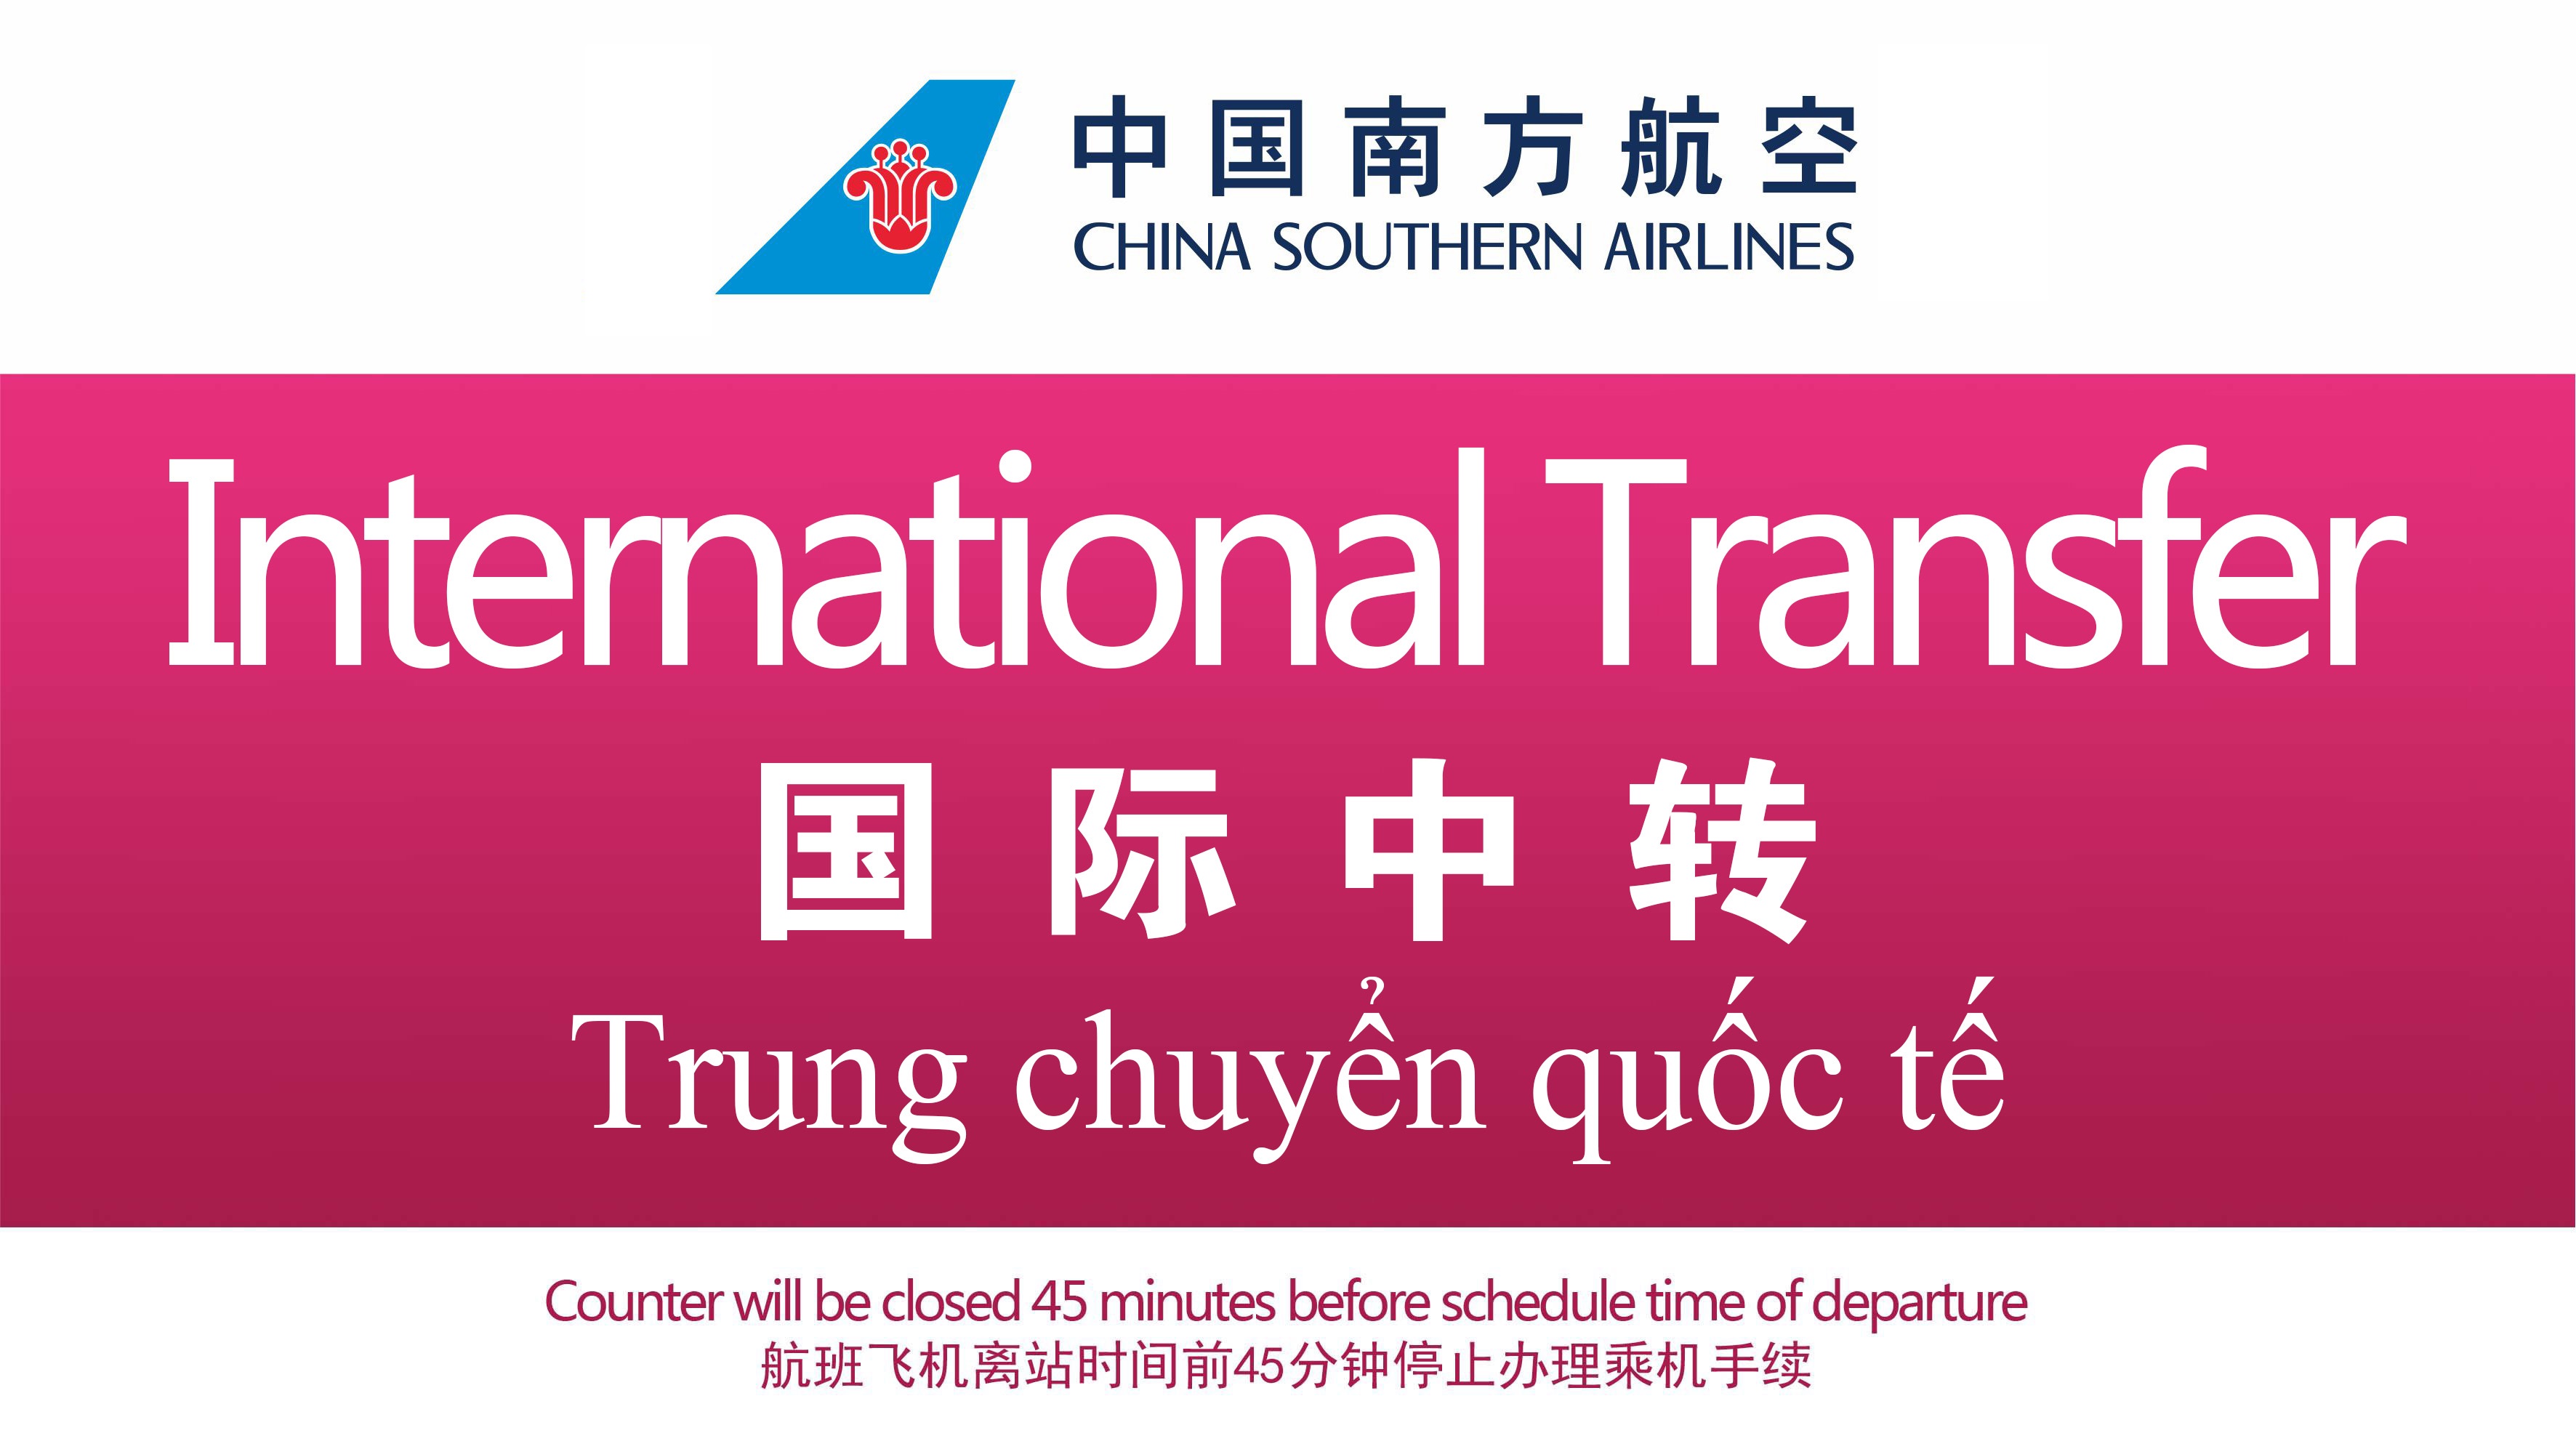 中国南方航空
CHINA SOUTHERN AIRLINES
International Transfer
国际中转
Trung chuyển quốc tế
Counter will be closed 45 minutes before schedule time of departure
航班飞机离站时间前45分钟停止办理乘机手续